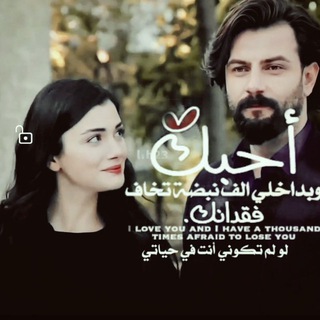 أحبك
وبداخلي الف نبضة تخاف
فقدانك.
I LOVE YOU AND I HAVE A THOUSAND
TIMES AFRAID TO LOSE YOU
لو لم تكوني أنت في حياتي